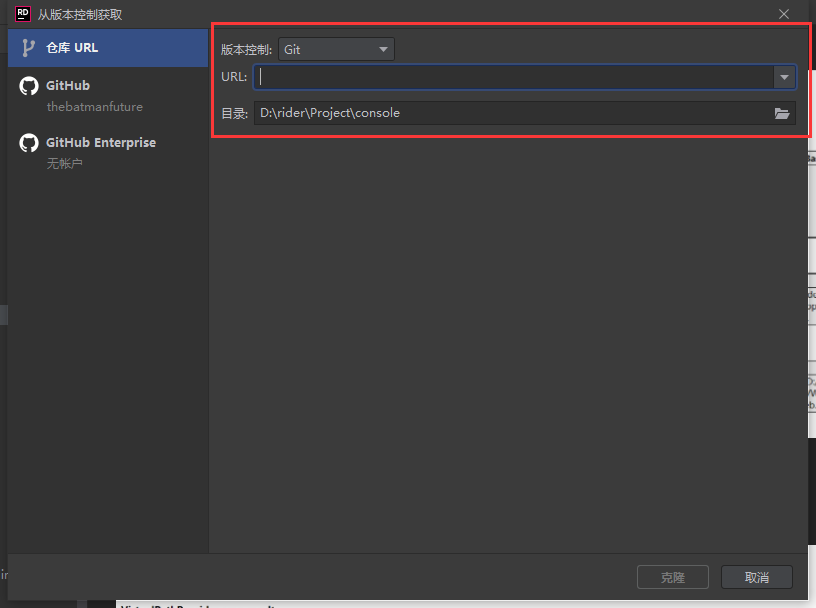 RD 从版本控制获取
仓库 URL
GitHub
thebatmanfuture
GitHub Enterprise
无帐户
版本控制: Git
URL:
目录: D:\rider\Project\console
克隆
取消